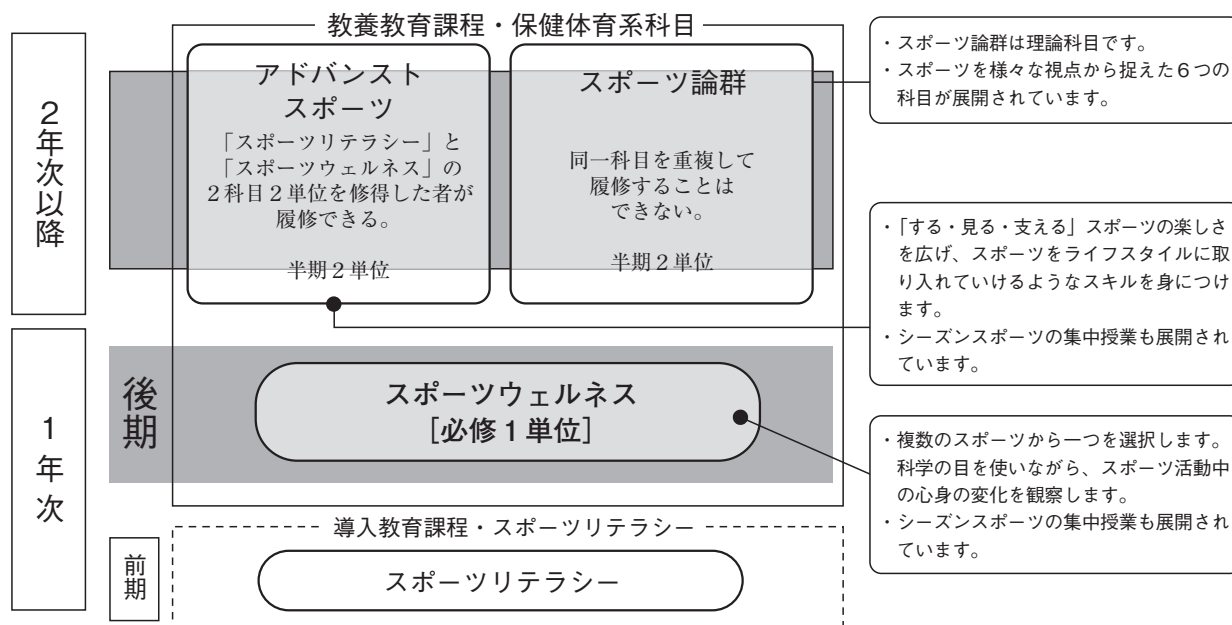 教養教育課程・保健体育系科目
2年次以降
アドバンスト
スポーツ
「スポーツリテラシー」と
「スポーツウェルネス」の
2科目2単位を修得した者が
履修できる。
半期2単位
スポーツ論群
同一科目を重複して
履修することは
できない。
半期2単位
・スポーツ論群は理論科目です。
・スポーツを様々な視点から捉えた6つの
科目が展開されています。
・「する・見る・支える」スポーツの楽しさ
を広げ、スポーツをライフスタイルに取
り入れていけるようなスキルを身につけ
ます。
・シーズンスポーツの集中授業も展開され
ています。
1年次
後期
スポーツウェルネス
[必修1単位]
・複数のスポーツから一つを選択します。
科学の目を使いながら、スポーツ活動中
の心身の変化を観察します。
・シーズンスポーツの集中授業も展開され
ています。
導入教育課程・スポーツリテラシー
前期
スポーツリテラシー